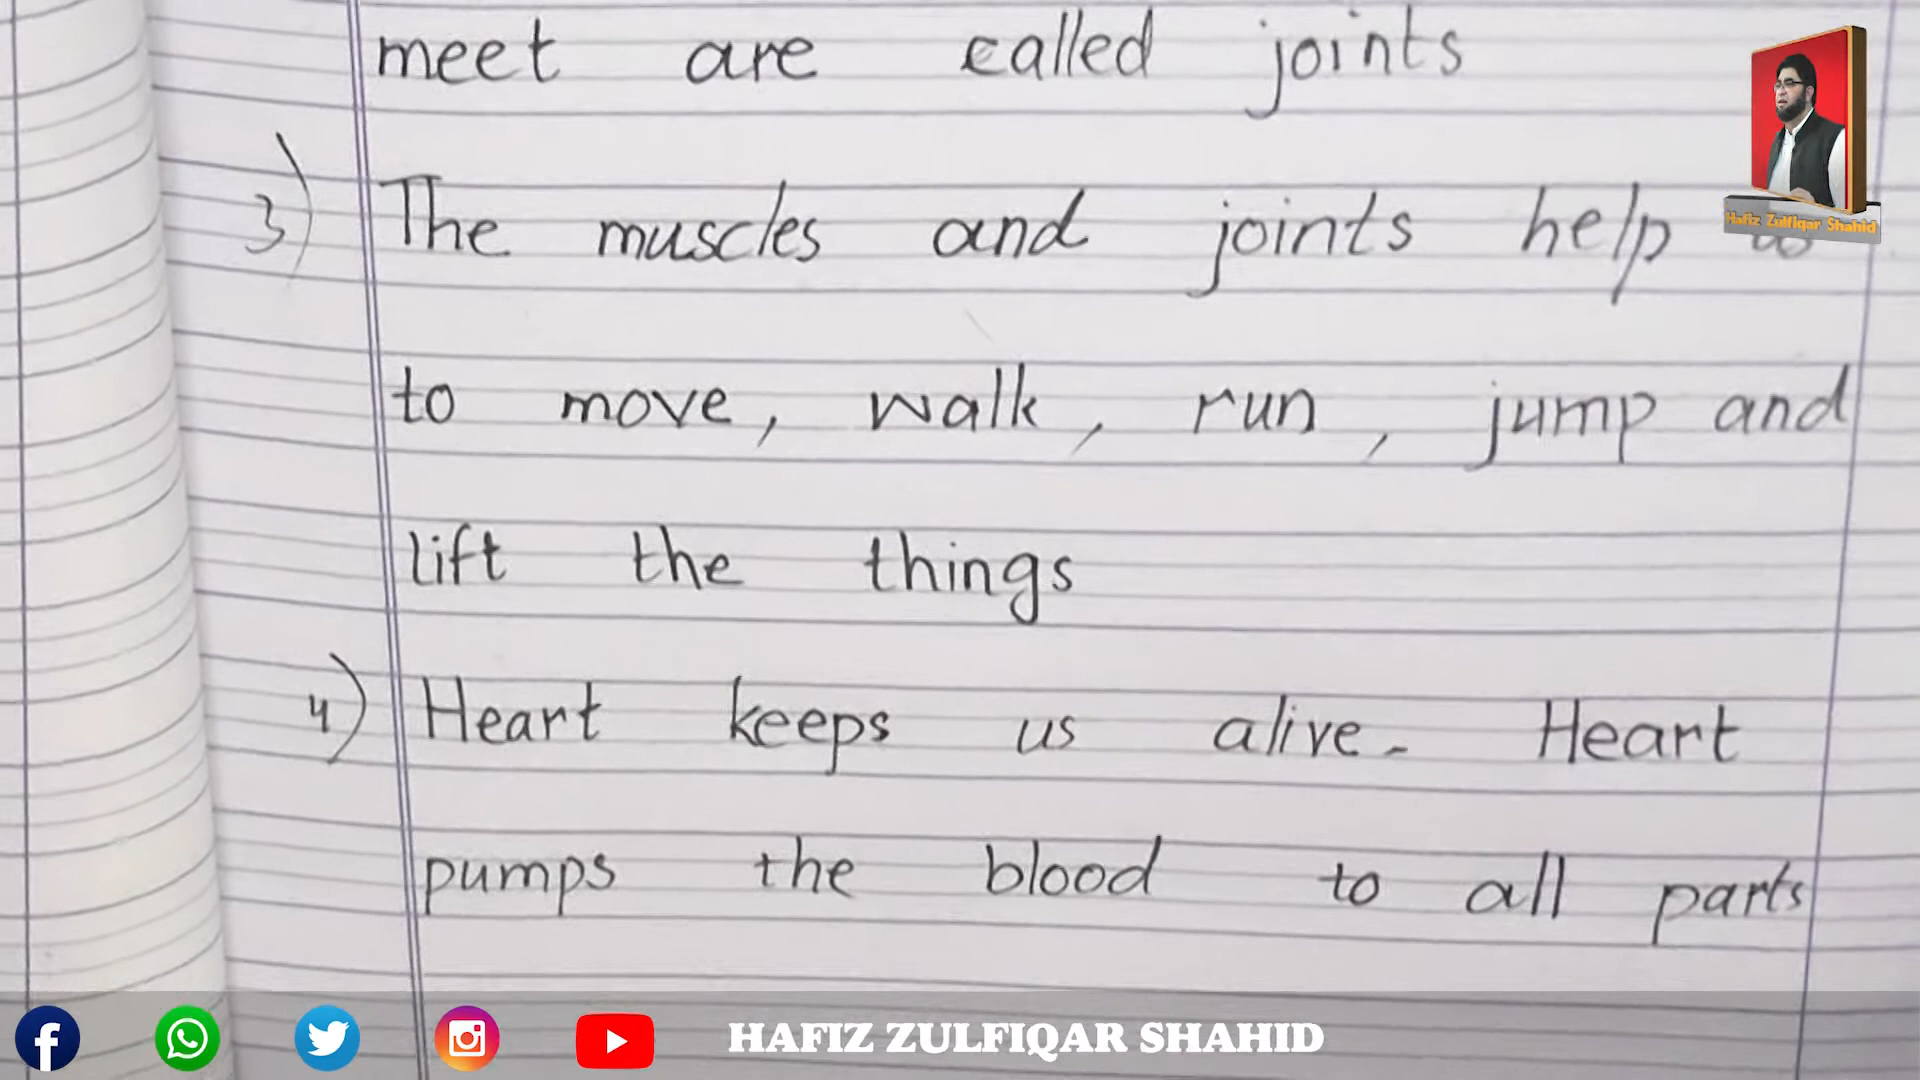 meet are called joints
3) The muscles and joints help us
to move, walk, run, jump and
lift the things
4) Heart keeps us alive. Heart
pumps the blood to all parts
Hafiz Zulfiqar Shahid
HAFIZ ZULFIQAR SHAHID